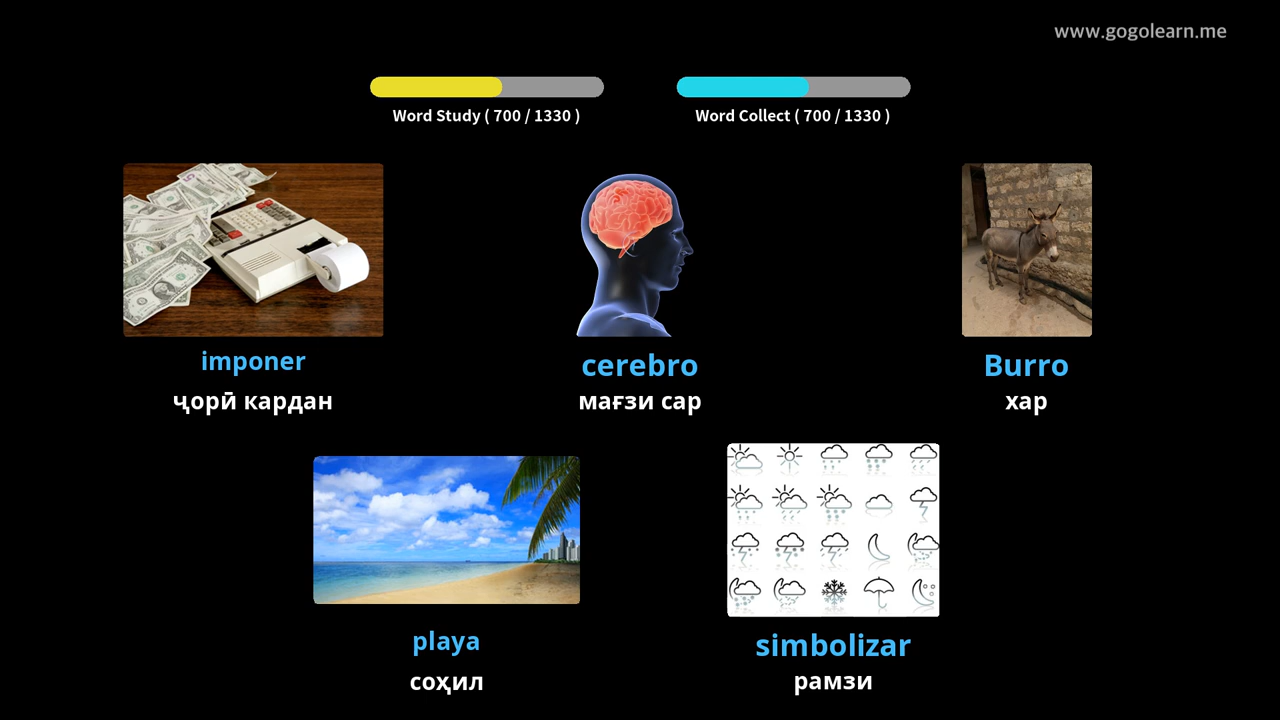 www.gogolearn.me
Word Study ( 700 / 1330 )
Word Collect ( 700 / 1330 )
imponer
ҷорӣ кардан
cerebro
мағзи сар
Burro
хар
playa
соҳил
simbolizar
рамзи